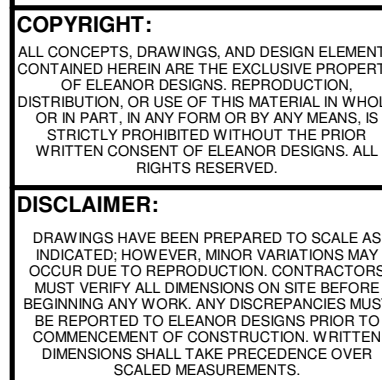 COPYRIGHT:
ALL CONCEPTS, DRAWINGS, AND DESIGN ELEMENT
CONTAINED HEREIN ARE THE EXCLUSIVE PROPERT
OF ELEANOR DESIGNS. REPRODUCTION,
DISTRIBUTION, OR USE OF THIS MATERIAL IN WHOL
OR IN PART, IN ANY FORM OR BY ANY MEANS, IS
STRICTLY PROHIBITED WITHOUT THE PRIOR
WRITTEN CONSENT OF ELEANOR DESIGNS. ALL
RIGHTS RESERVED.
DISCLAIMER:
DRAWINGS HAVE BEEN PREPARED TO SCALE AS
INDICATED; HOWEVER, MINOR VARIATIONS MAY
OCCUR DUE TO REPRODUCTION. CONTRACTORS
MUST VERIFY ALL DIMENSIONS ON SITE BEFORE
BEGINNING ANY WORK. ANY DISCREPANCIES MUST
BE REPORTED TO ELEANOR DESIGNS PRIOR TO
COMMENCEMENT OF CONSTRUCTION. WRITTEN
DIMENSIONS SHALL TAKE PRECEDENCE OVER
SCALED MEASUREMENTS.